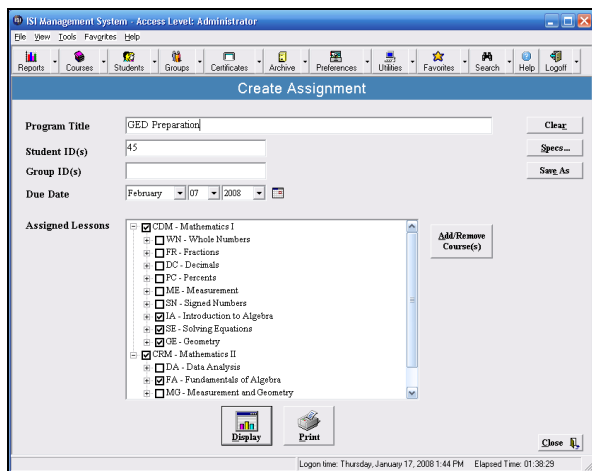 ISI Management System - Access Level: Administrator
File View Tools Favorites Help
Reports Courses Students Groups Certificates Archive Preferences Utilities Favorites Search Help Logoff
Create Assignment
Program Title GED Preparation Clear
Student ID(s) 45 Specs...
Group ID(s) Save As
Due Date February 07 2008
Assigned Lessons
CDM - Mathematics I
WN - Whole Numbers
Add/Remove Course(s)
FR - Fractions
DC - Decimals
PC - Percents
ME - Measurement
SN - Signed Numbers
IA - Introduction to Algebra
SE - Solving Equations
GE - Geometry
CRM - Mathematics II
DA - Data Analysis
FA - Fundamentals of Algebra
MG - Measurement and Geometry
Display Print
Close
Logon time: Thursday, January 17, 2008 1:44 PM Elapsed Time: 01:38:29